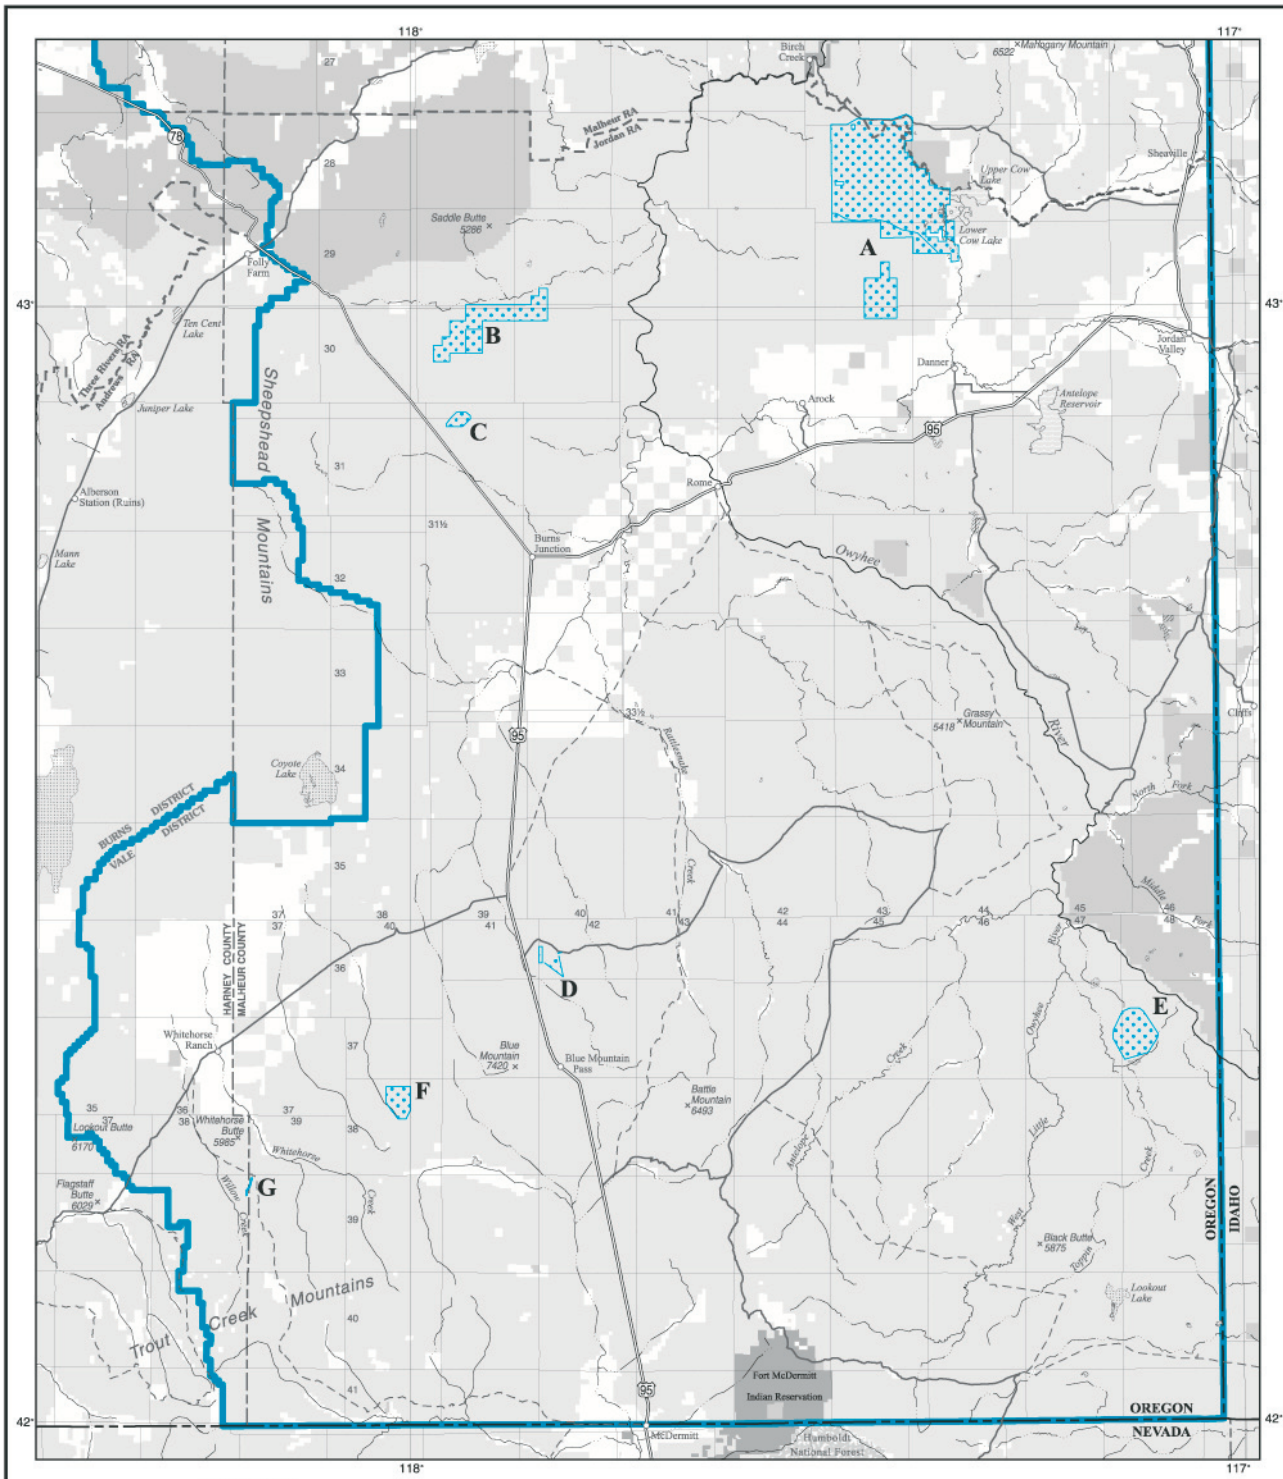 118°
117°
27
Birch
Creek
6522
Mahogany Mountain
78
Malheur RA
Jordan RA
28
Sheaville
Upper Cow
Lake
Saddle Butte
5286
Lower
Cow Lake
A
29
Folly
Farm
43°
43°
Ten Cent
Lake
B
30
Jordan
Valley
Three Rivers RA
Andrews RA
Danner
Sheepshead
Mountains
Juniper Lake
Arock
Antelope
Reservoir
C
95
31
Rome
Alberson
Station (Ruins)
31½
Burns
Junction
Owyhee
Mann
Lake
32
33
33½
5418
Grassy
Mountain
River
Cliffs
95
Rattlesnake
Coyote
Lake
34
North
Fork
BURNS DISTRICT
VALE DISTRICT
35
Creek
Middle
Fork
37
37
38
40
39
41
40
42
41
43
42
44
43
45
44
46
45
47
46
48
River
HARNEY COUNTY
MALHEUR COUNTY
36
D
E
Whitehorse
Ranch
37
Blue
Mountain
7420
Blue Mountain
Pass
Owyhee
Creek
F
Battle
Mountain
6493
35
37
36
38
37
39
38
Lookout Butte
6170
Whitehorse
Butte
5985
Little
Antelope
Whitehorse
Creek
Creek
Flagstaff
Butte
6029
Willow
Creek
G
39
West
OREGON
IDAHO
Black Butte
5875
Toppin
Lookout
Lake
Trout
Creek
Mountains
40
41
95
Fort McDermitt
Indian Reservation
42°
OREGON
42°
McDermitt
Humboldt
National Forest
NEVADA
118°
117°